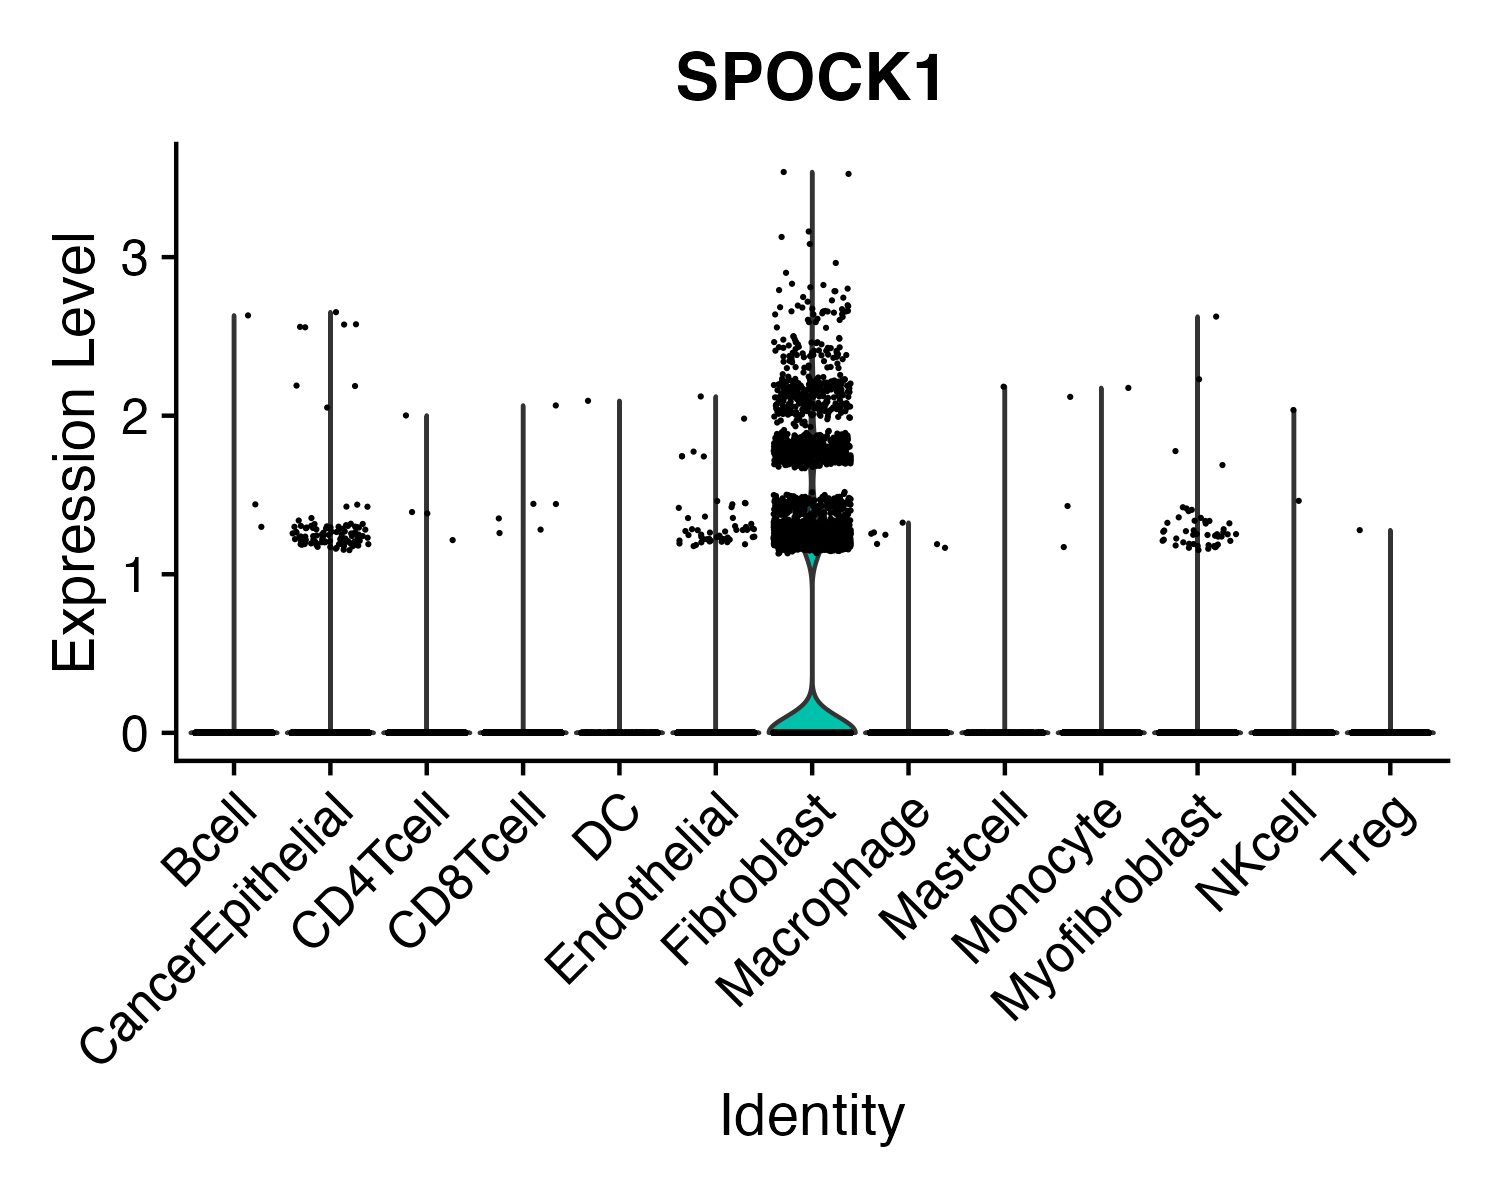 SPOCK1
Expression Level
3
2
1
0
Bcell
CancerEpithelial
CD4Tcell
CD8Tcell
DC
Endothelial
Fibroblast
Macrophage
Mastcell
Monocyte
Myofibroblast
NKcell
Treg
Identity